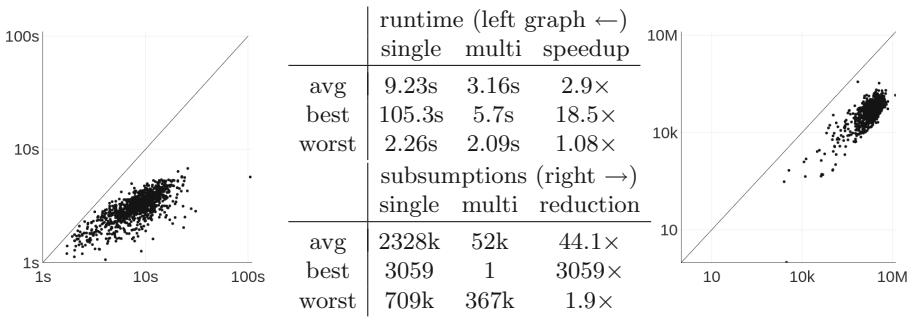 100s
10s
1s
1s 10s 100s
runtime (left graph ←)
single multi speedup
avg 9.23s 3.16s 2.9×
best 105.3s 5.7s 18.5×
worst 2.26s 2.09s 1.08×
subsumptions (right →)
single multi reduction
avg 2328k 52k 44.1×
best 3059 1 3059×
worst 709k 367k 1.9×
10M
10k
10
10 10k 10M